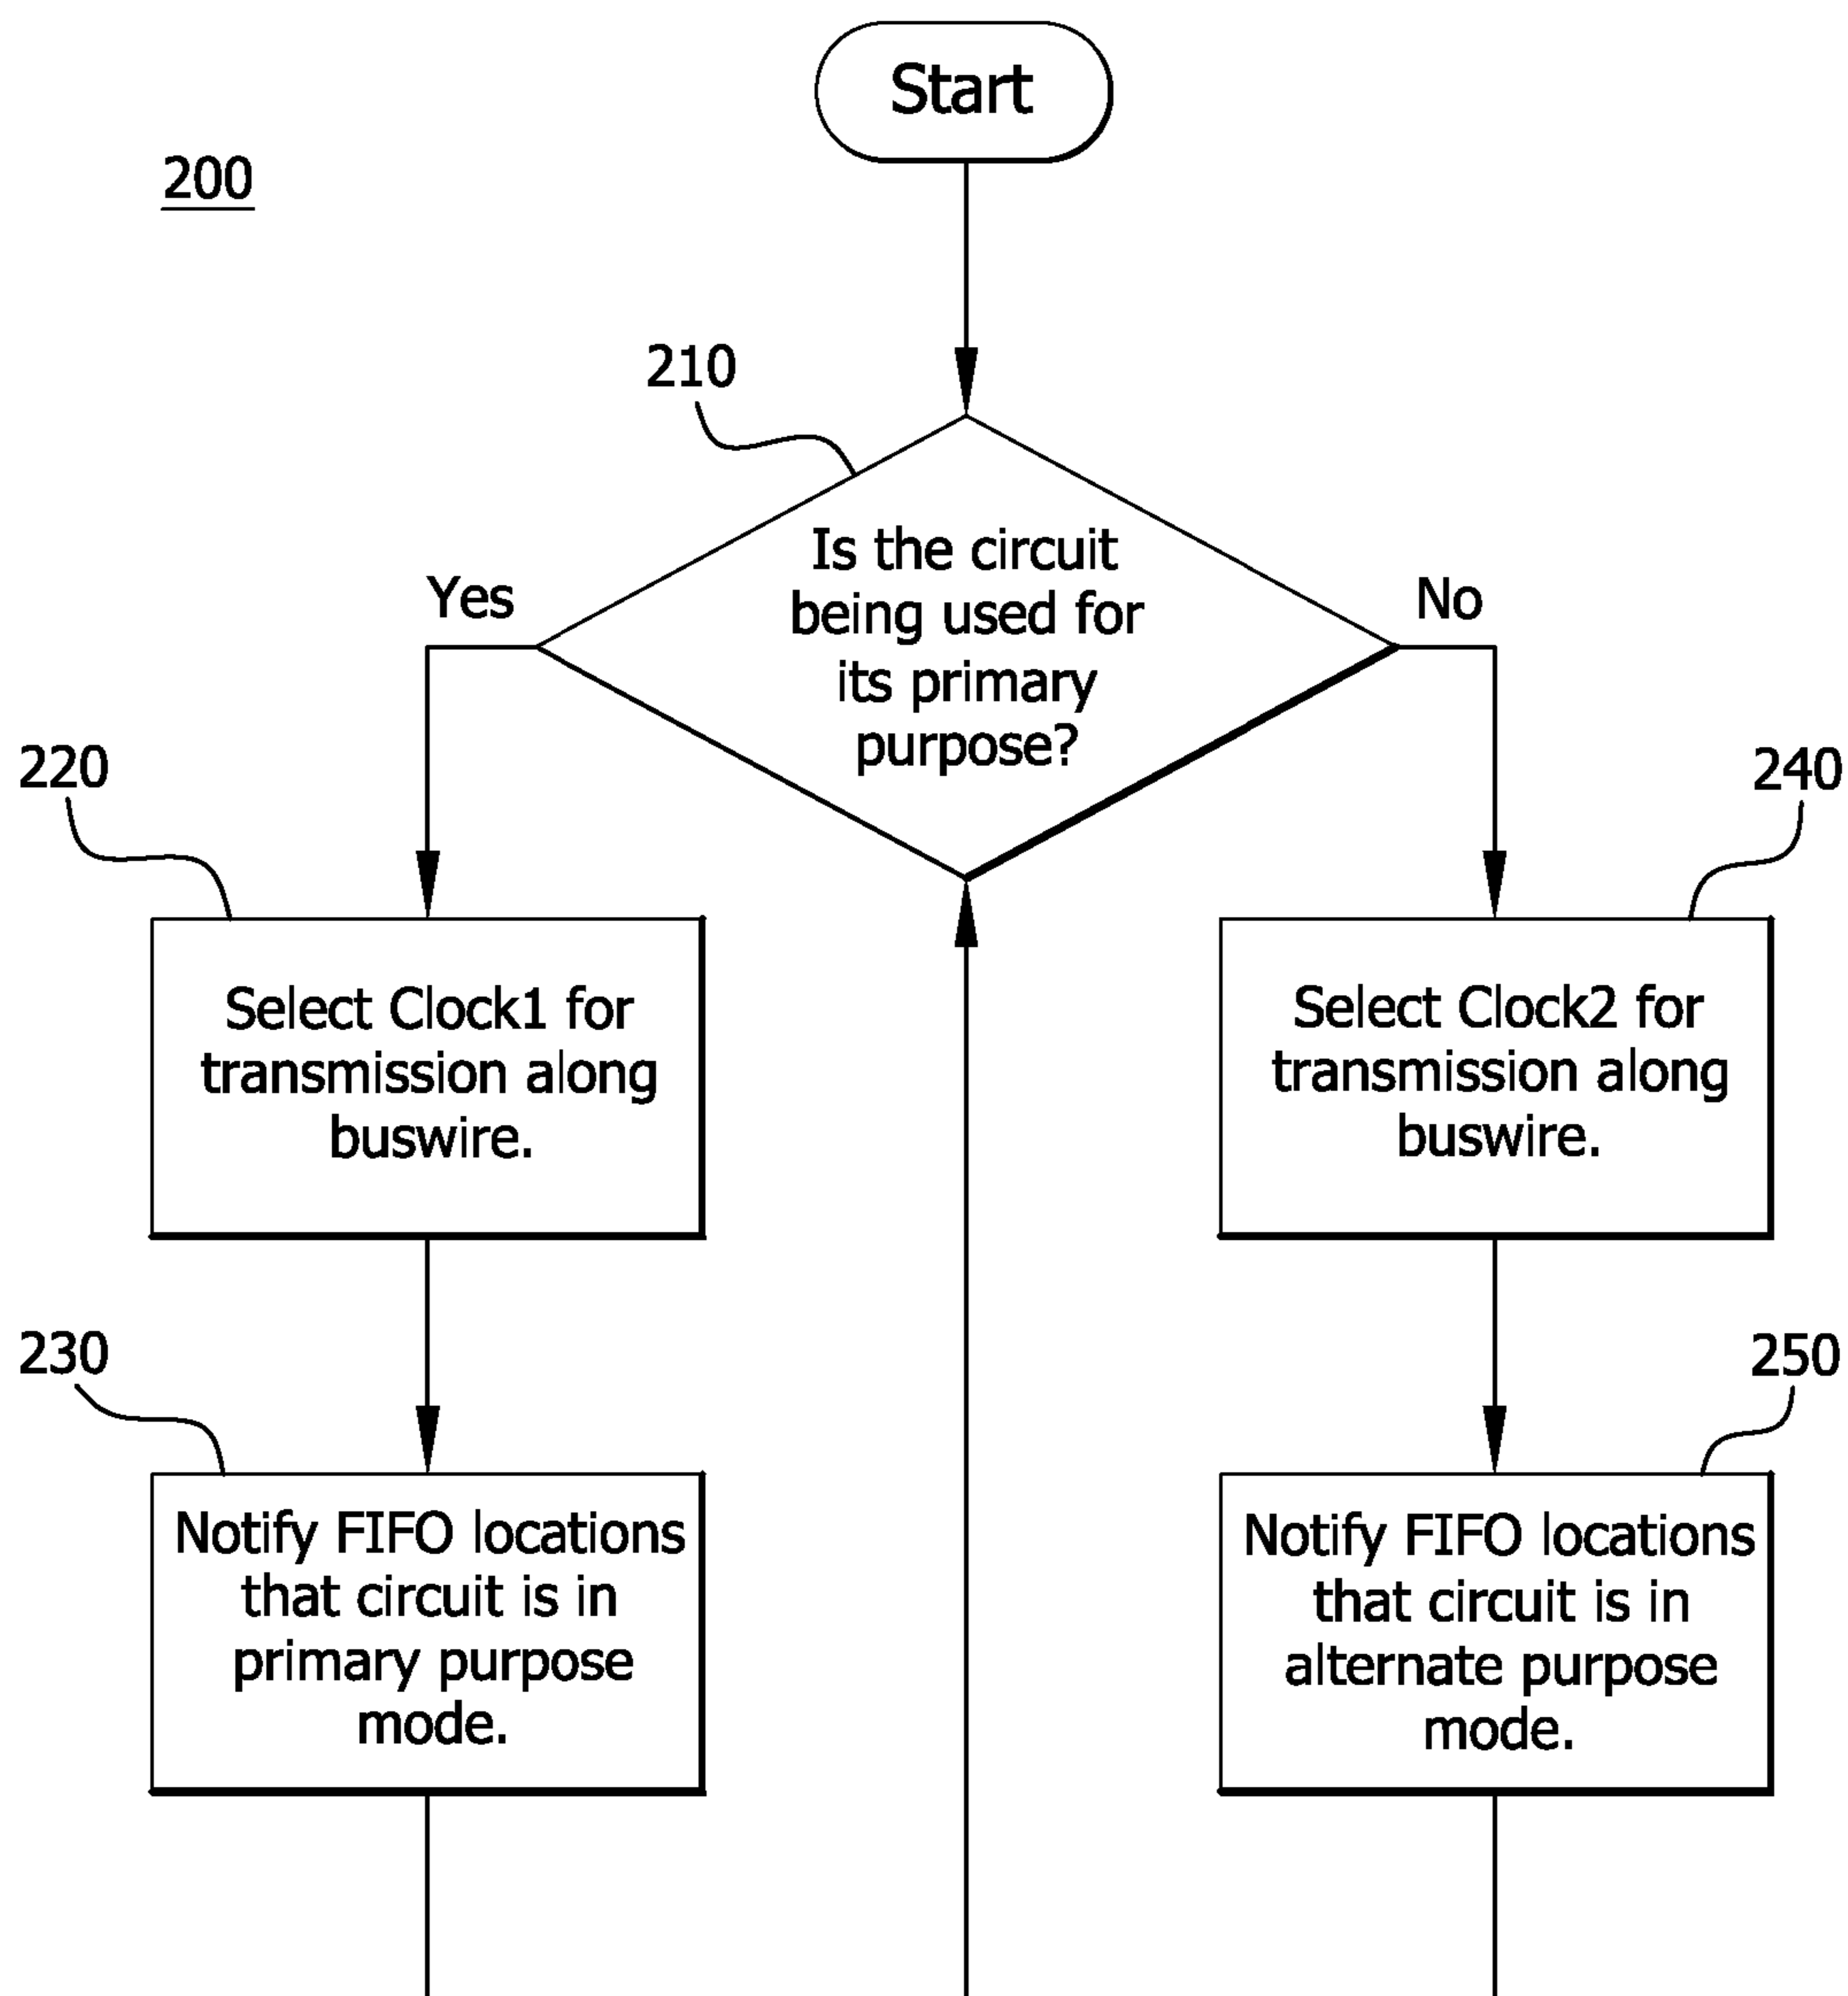 Start
200
210
Is the circuit
being used for
its primary
purpose?
Yes
No
220
Select Clock1 for
transmission along
buswire.
240
Select Clock2 for
transmission along
buswire.
230
Notify FIFO locations
that circuit is in
primary purpose
mode.
250
Notify FIFO locations
that circuit is in
alternate purpose
mode.